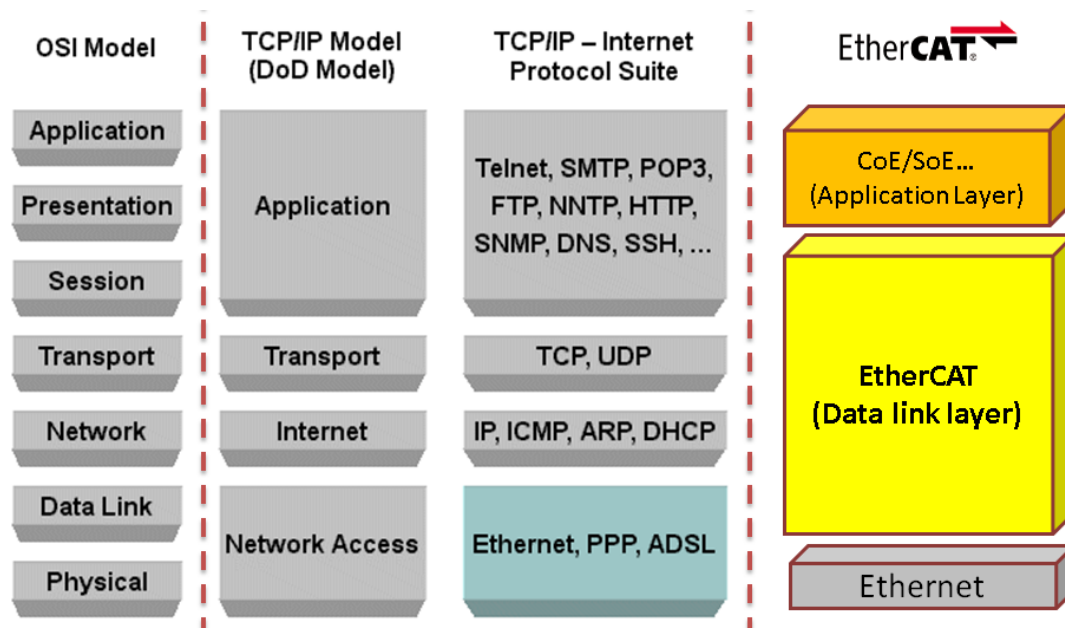 OSI Model
Application
Presentation
Session
Transport
Network
Data Link
Physical
TCP/IP Model
(DoD Model)
Application
Transport
Internet
Network Access
TCP/IP – Internet
Protocol Suite
Telnet, SMTP, POP3,
FTP, NNTP, HTTP,
SNMP, DNS, SSH, ...
TCP, UDP
IP, ICMP, ARP, DHCP
Ethernet, PPP, ADSL
EtherCAT®
CoE/SoE...
(Application Layer)
EtherCAT
(Data link layer)
Ethernet